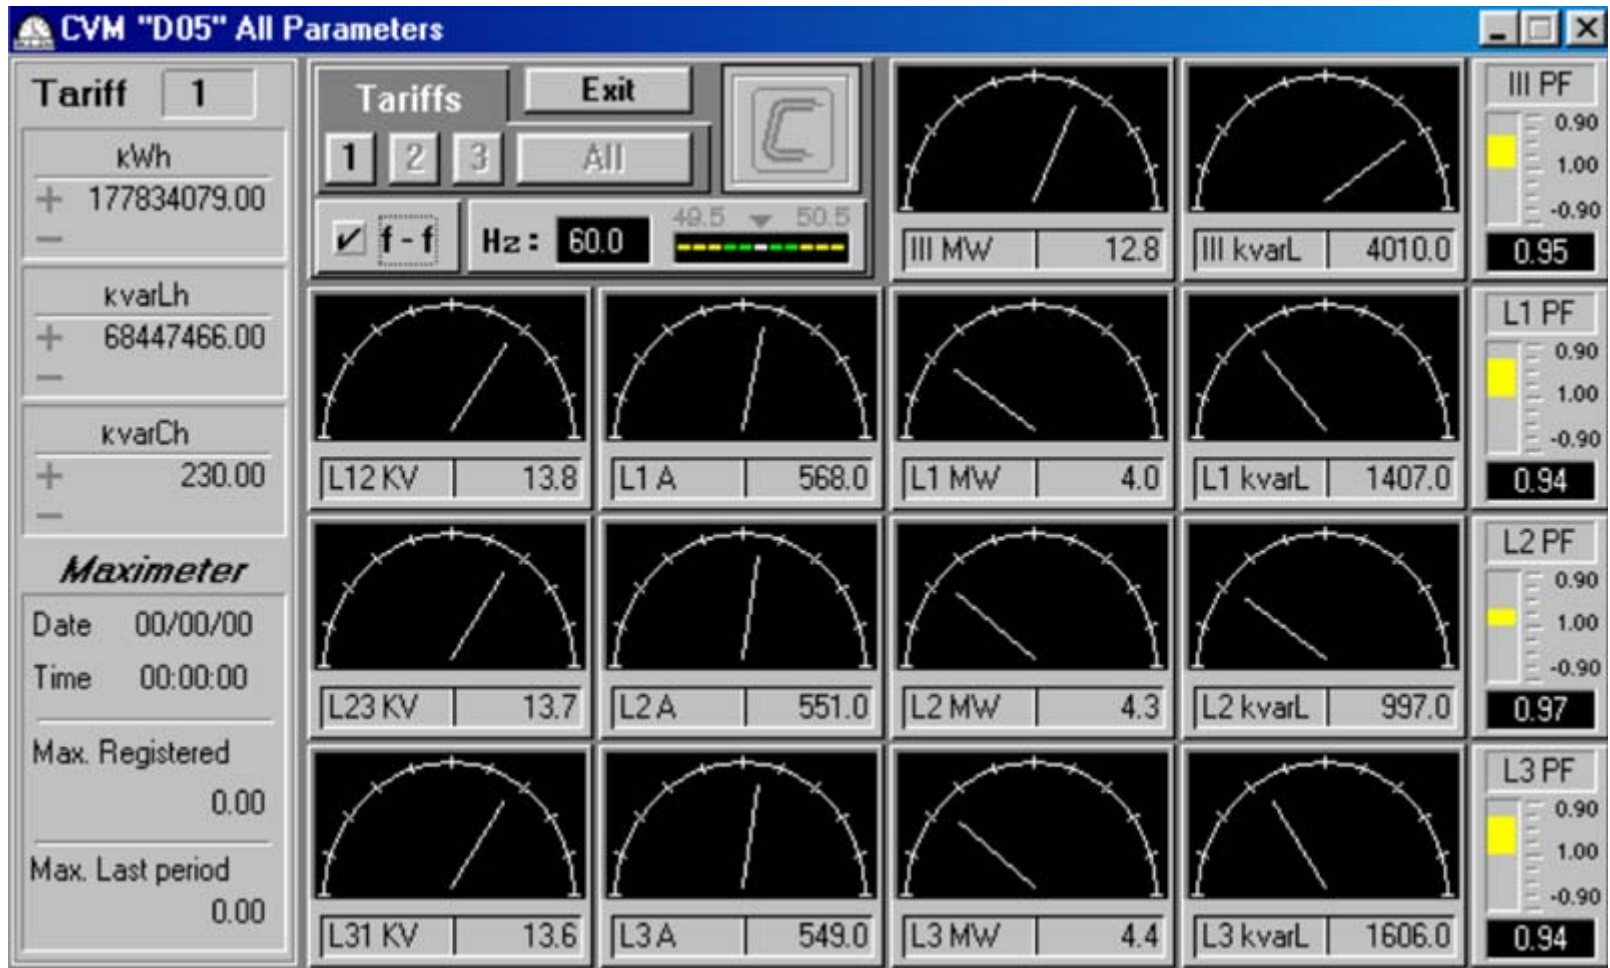 CVM "D05" All Parameters
Tariff 1
kWh
+ 177834079.00
−
kvarLh
+ 68447466.00
−
kvarCh
+ 230.00
−
Maximeter
Date 00/00/00
Time 00:00:00
Max. Registered
0.00
Max. Last period
0.00
Tariffs
Exit
1 2 3 All
C
f - f
Hz: 60.0
49.5 50.5
III MW 12.8
III kvarL 4010.0
III PF
0.90
1.00
-0.90
0.95
L12 KV 13.8
L1 A 568.0
L1 MW 4.0
L1 kvarL 1407.0
L1 PF
0.90
1.00
-0.90
0.94
L23 KV 13.7
L2 A 551.0
L2 MW 4.3
L2 kvarL 997.0
L2 PF
0.90
1.00
-0.90
0.97
L31 KV 13.6
L3 A 549.0
L3 MW 4.4
L3 kvarL 1606.0
L3 PF
0.90
1.00
-0.90
0.94